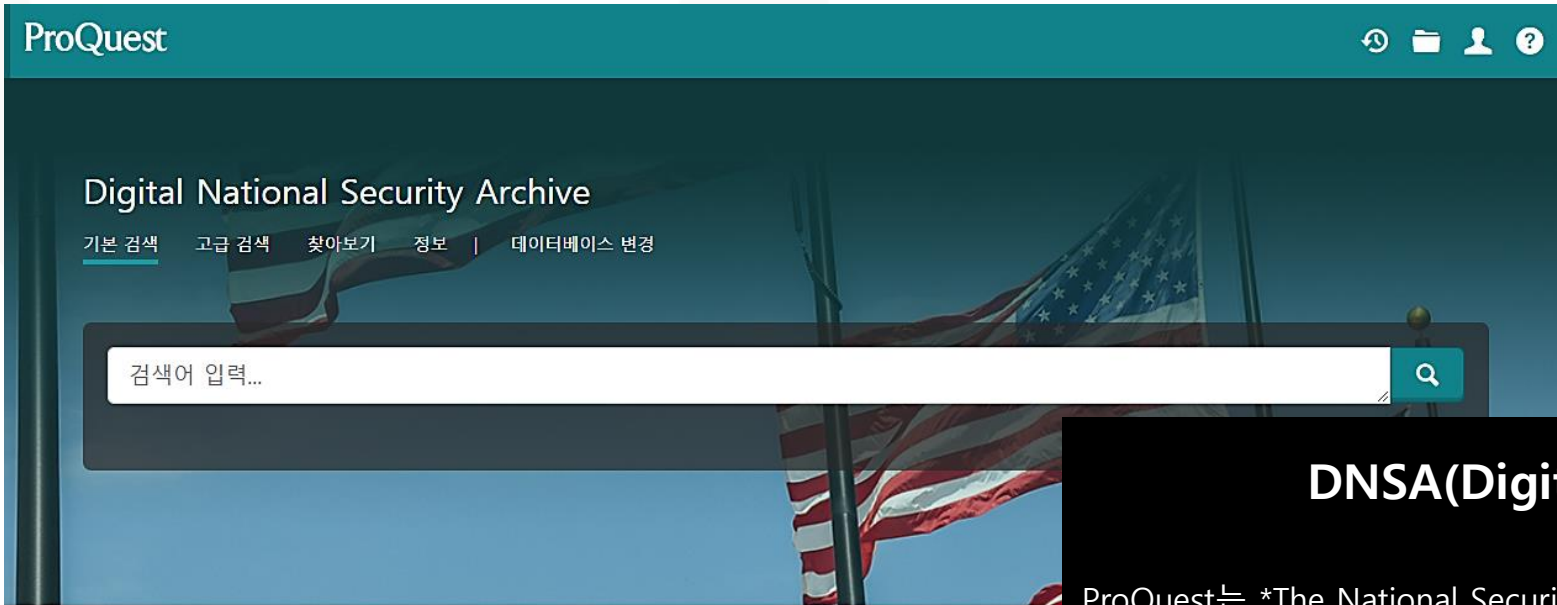 ProQuest
Digital National Security Archive
기본 검색 고급 검색 찾아보기 정보 | 데이터베이스 변경
검색어 입력...
DNSA(Digit
ProQuest는 *The National Securi